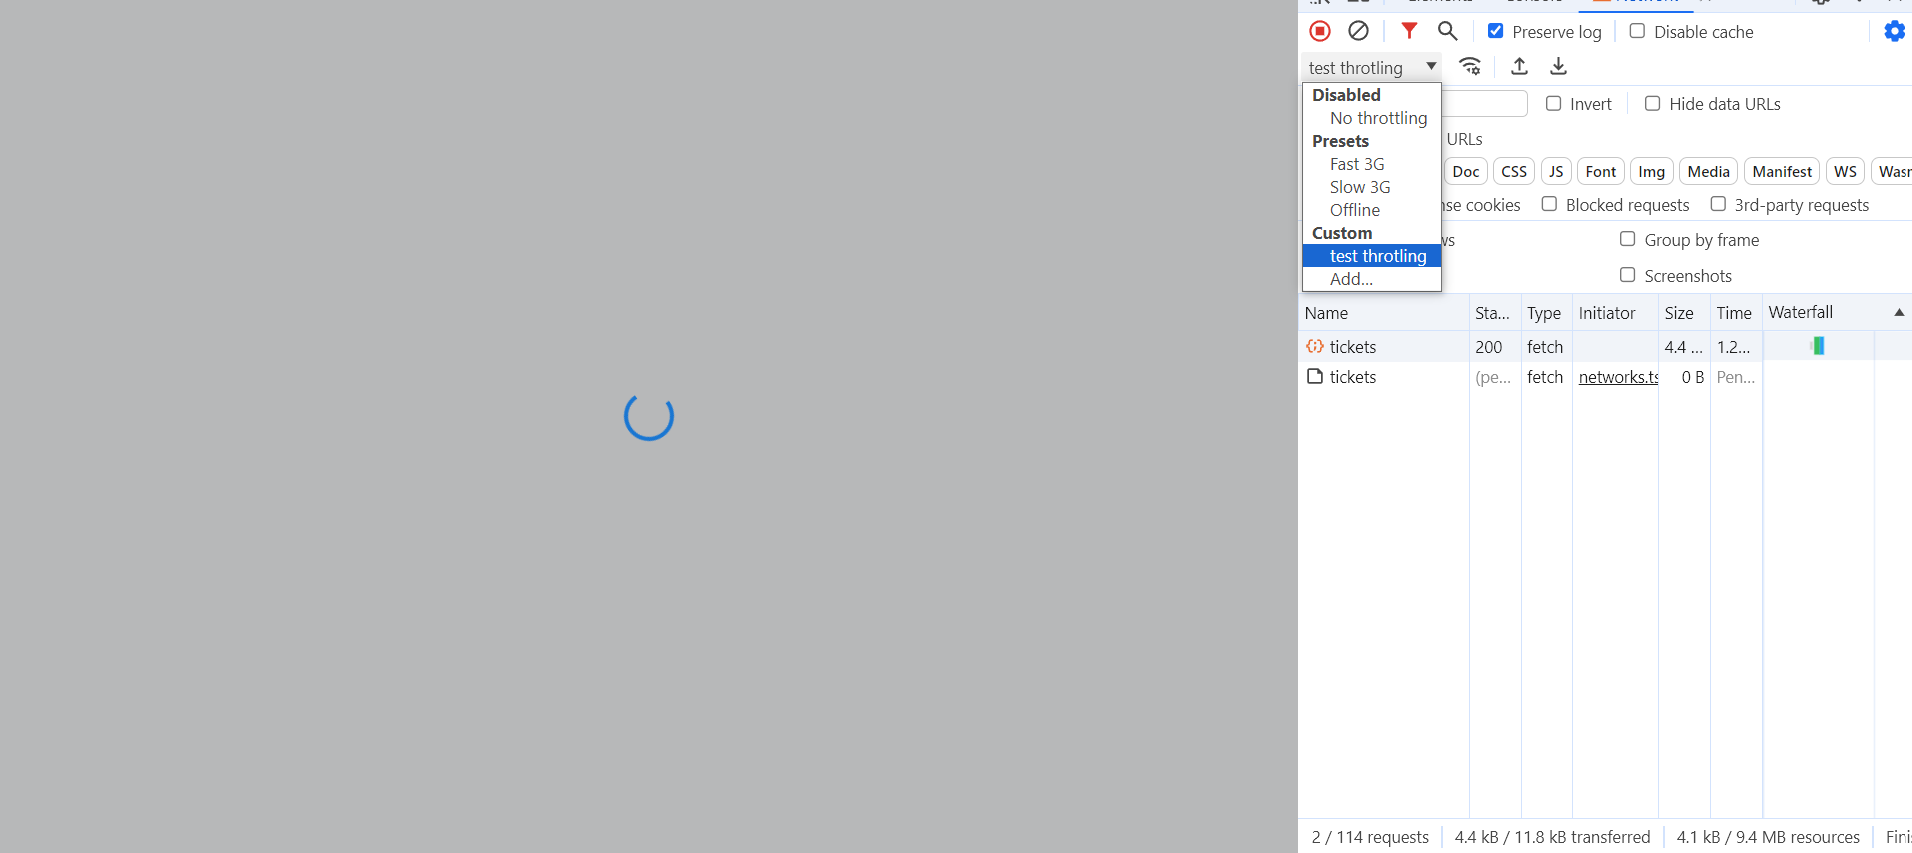 Preserve log Disable cache
test throtling
Disabled
No throttling
Presets
Fast 3G
Slow 3G
Offline
Custom
test throtling
Add...
Invert Hide data URLs
URLs
Doc CSS JS Font Img Media Manifest WS
cookies Blocked requests 3rd-party requests
Group by frame
Screenshots
Name Sta... Type Initiator Size Time Waterfall
tickets 200 fetch 4.4 ... 1.2...
tickets (pe... fetch networks.ts 0 B Pen...
2 / 114 requests 4.4 kB / 11.8 kB transferred 4.1 kB / 9.4 MB resources